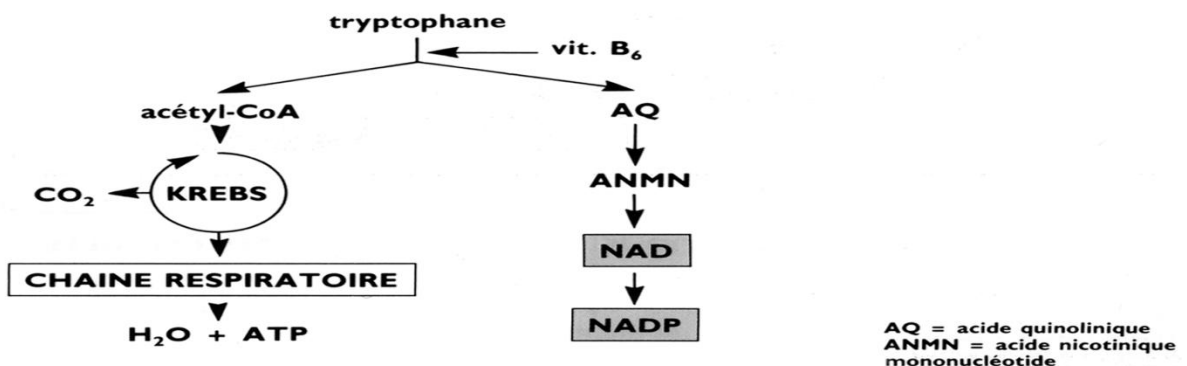 tryptophane
vit. B₆
acétyl-CoA
AQ
CO₂
KREBS
ANMN
NAD
CHAINE RESPIRATOIRE
NADP
H₂O + ATP
AQ = acide quinolinique
ANMN = acide nicotinique
mononucléotide